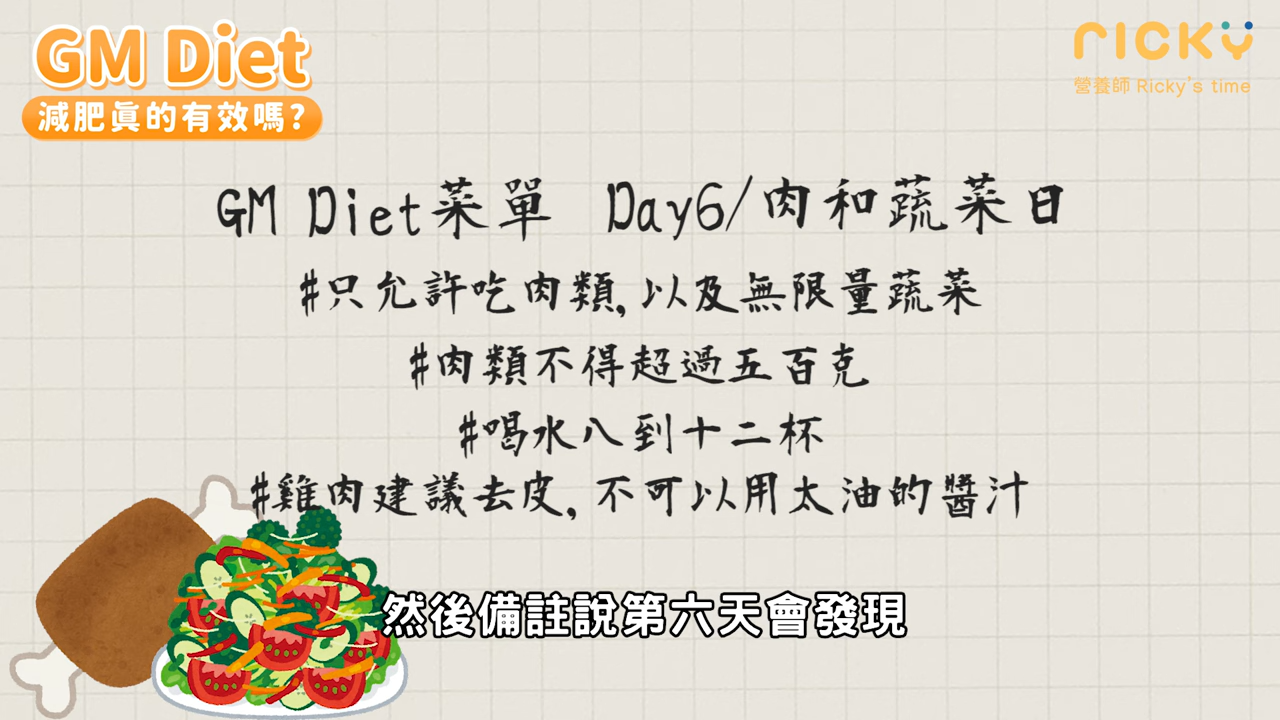 GM Diet
減肥真的有效嗎?
RICKY
營養師 Ricky's time
GM Diet菜單 Day6/肉和蔬菜日
#只允許吃肉類,以及無限量蔬菜
#肉類不得超過五百克
#喝水八到十二杯
#雞肉建議去皮,不可以用太油的醬汁
然後備註說第六天會發現